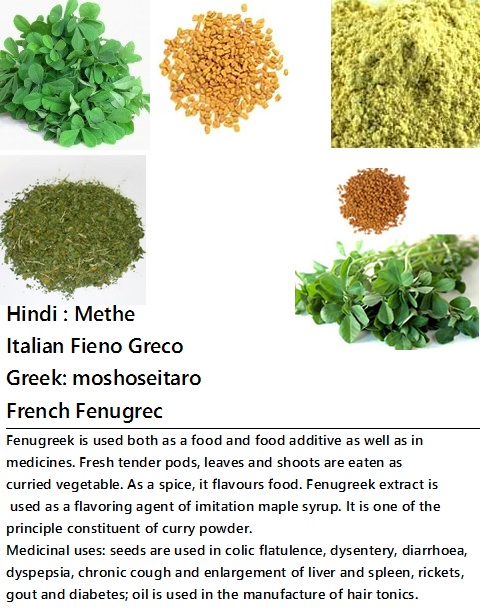 Hindi : Methe
Italian Fieno Greco
Greek: moshoseitaro
French Fenugrec
Fenugreek is used both as a food and food additive as well as in
medicines. Fresh tender pods, leaves and shoots are eaten as
curried vegetable. As a spice, it flavours food. Fenugreek extract is
used as a flavoring agent of imitation maple syrup. It is one of the
principle constituent of curry powder.
Medicinal uses: seeds are used in colic flatulence, dysentery, diarrhoea,
dyspepsia, chronic cough and enlargement of liver and spleen, rickets,
gout and diabetes; oil is used in the manufacture of hair tonics.